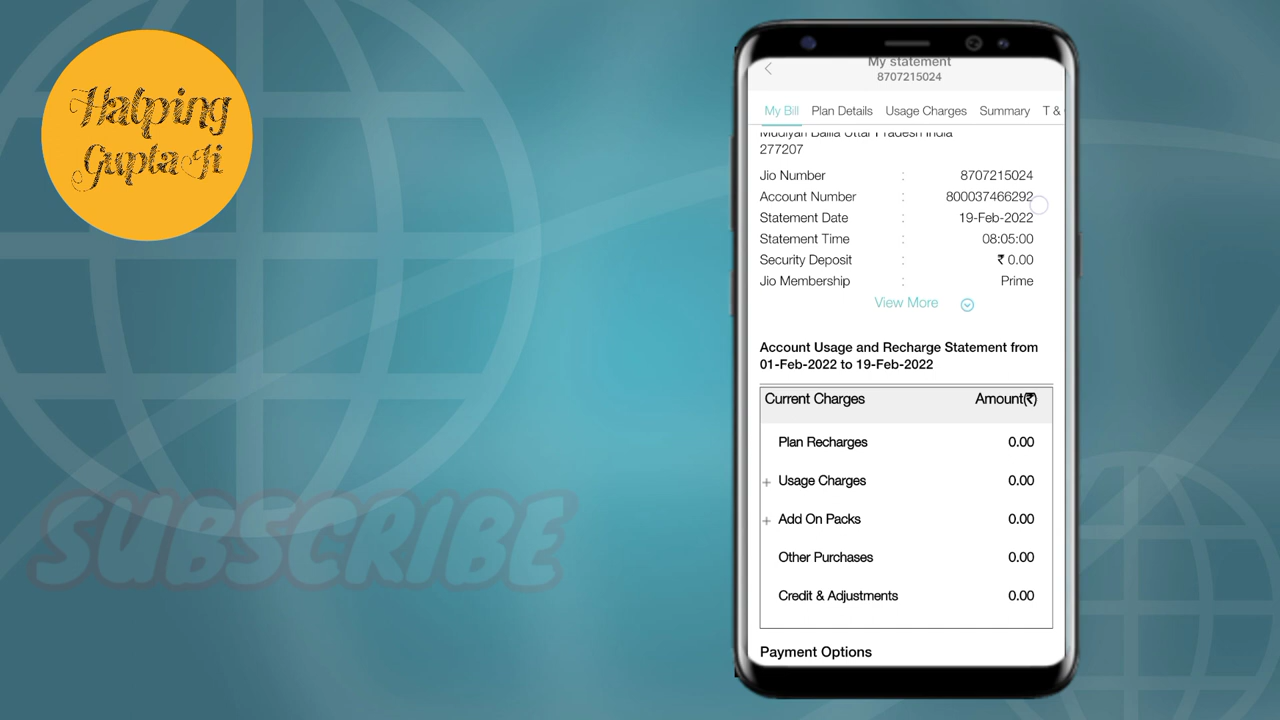 Halping
Gupta Ji
SUBSCRIBE
My statement
8707215024
My Bill Plan Details Usage Charges Summary T &
Uttar Pradesh India
277207
Jio Number : 8707215024
Account Number : 800037466292
Statement Date : 19-Feb-2022
Statement Time : 08:05:00
Security Deposit : ₹ 0.00
Jio Membership : Prime
View More
Account Usage and Recharge Statement from
01-Feb-2022 to 19-Feb-2022
Current Charges Amount(₹)
Plan Recharges 0.00
+ Usage Charges 0.00
+ Add On Packs 0.00
Other Purchases 0.00
Credit & Adjustments 0.00
Payment Options